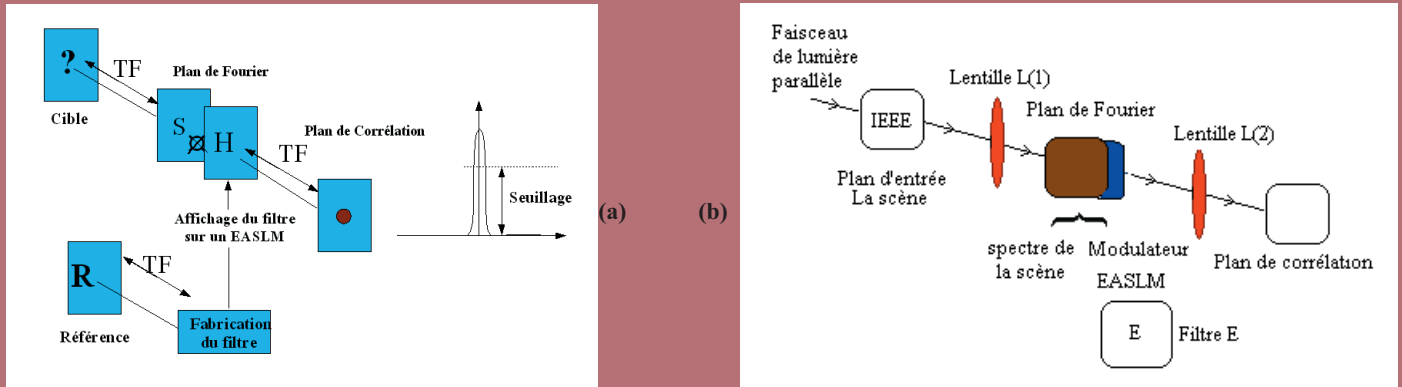 ?
TF
Plan de Fourier
Cible
S
H
Plan de Corrélation
TF
Seuillage
Affichage du filtre
sur un EASLM
TF
R
Référence
Fabrication
du filtre
(a)
(b)
Faisceau
de lumière
parallèle
Lentille L(1)
Plan de Fourier
IEEE
Lentille L(2)
Plan d'entrée
La scène
spectre de
la scène
Modulateur
EASLM
Plan de corrélation
E
Filtre E